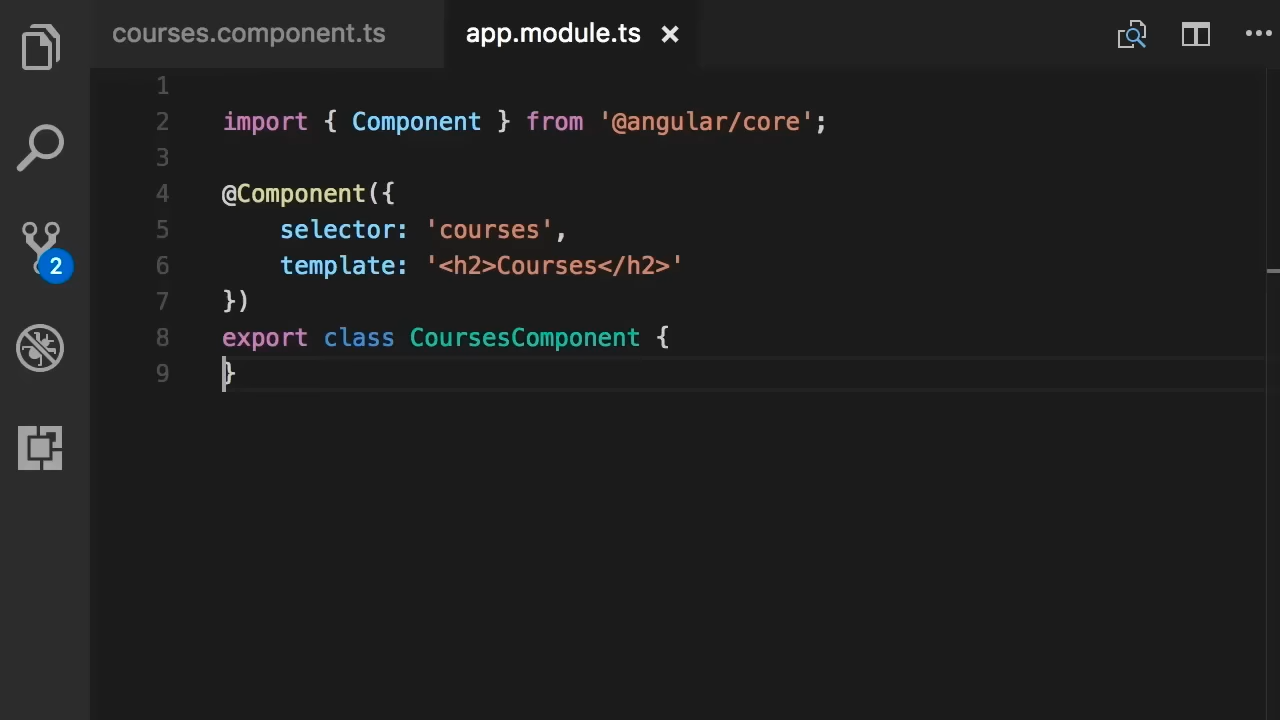 courses.component.ts app.module.ts
1
2 import { Component } from '@angular/core';
3
4 @Component({
5     selector: 'courses',
6     template: '<h2>Courses</h2>'
7 })
8 export class CoursesComponent {
9 }
2